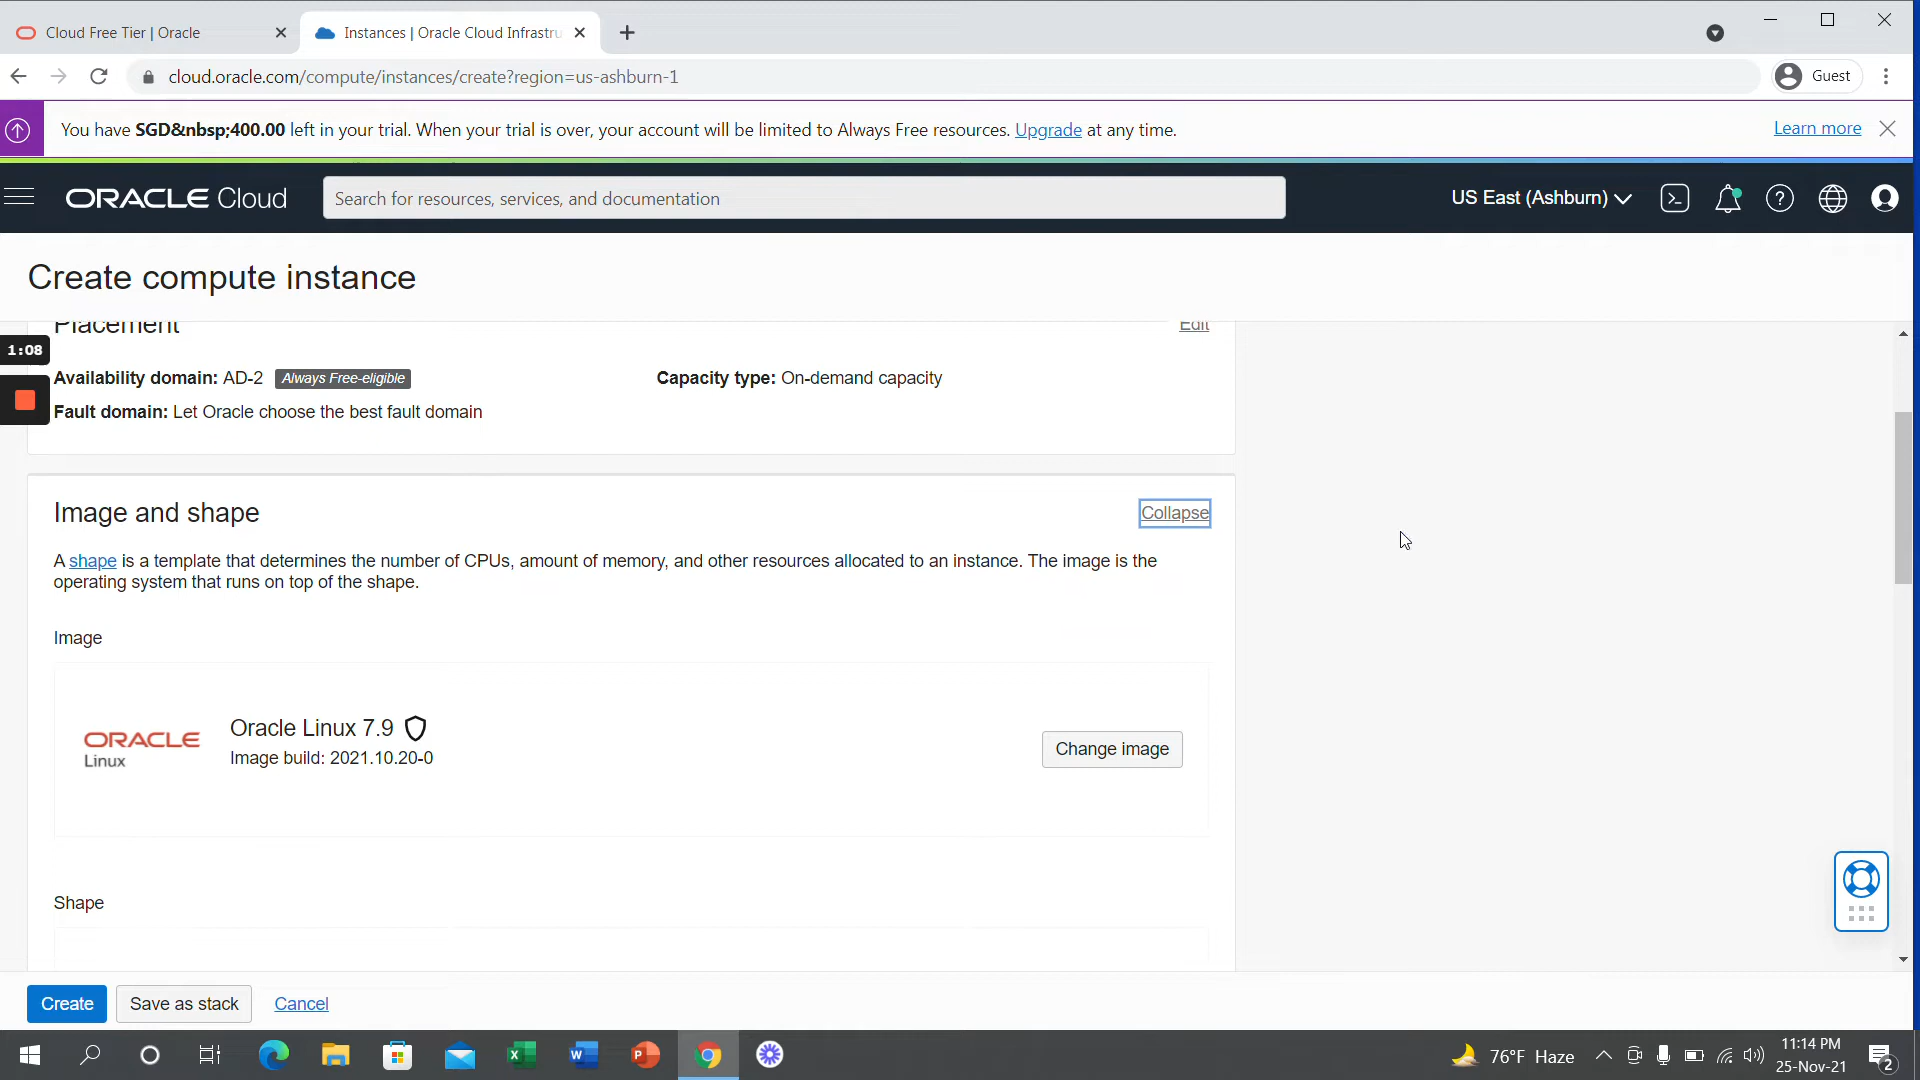 Cloud Free Tier | Oracle
Instances | Oracle Cloud Infrastru
cloud.oracle.com/compute/instances/create?region=us-ashburn-1
Guest
You have SGD&nbsp;400.00 left in your trial. When your trial is over, your account will be limited to Always Free resources. Upgrade at any time.
Learn more
ORACLE Cloud
Search for resources, services, and documentation
US East (Ashburn)
Create compute instance
Placement
Edit
1:08
Availability domain: AD-2 Always Free-eligible
Capacity type: On-demand capacity
Fault domain: Let Oracle choose the best fault domain
Image and shape
Collapse
A shape is a template that determines the number of CPUs, amount of memory, and other resources allocated to an instance. The image is the
operating system that runs on top of the shape.
Image
ORACLE
Linux
Oracle Linux 7.9
Image build: 2021.10.20-0
Change image
Shape
Create
Save as stack
Cancel
76°F Haze
11:14 PM
25-Nov-21
2